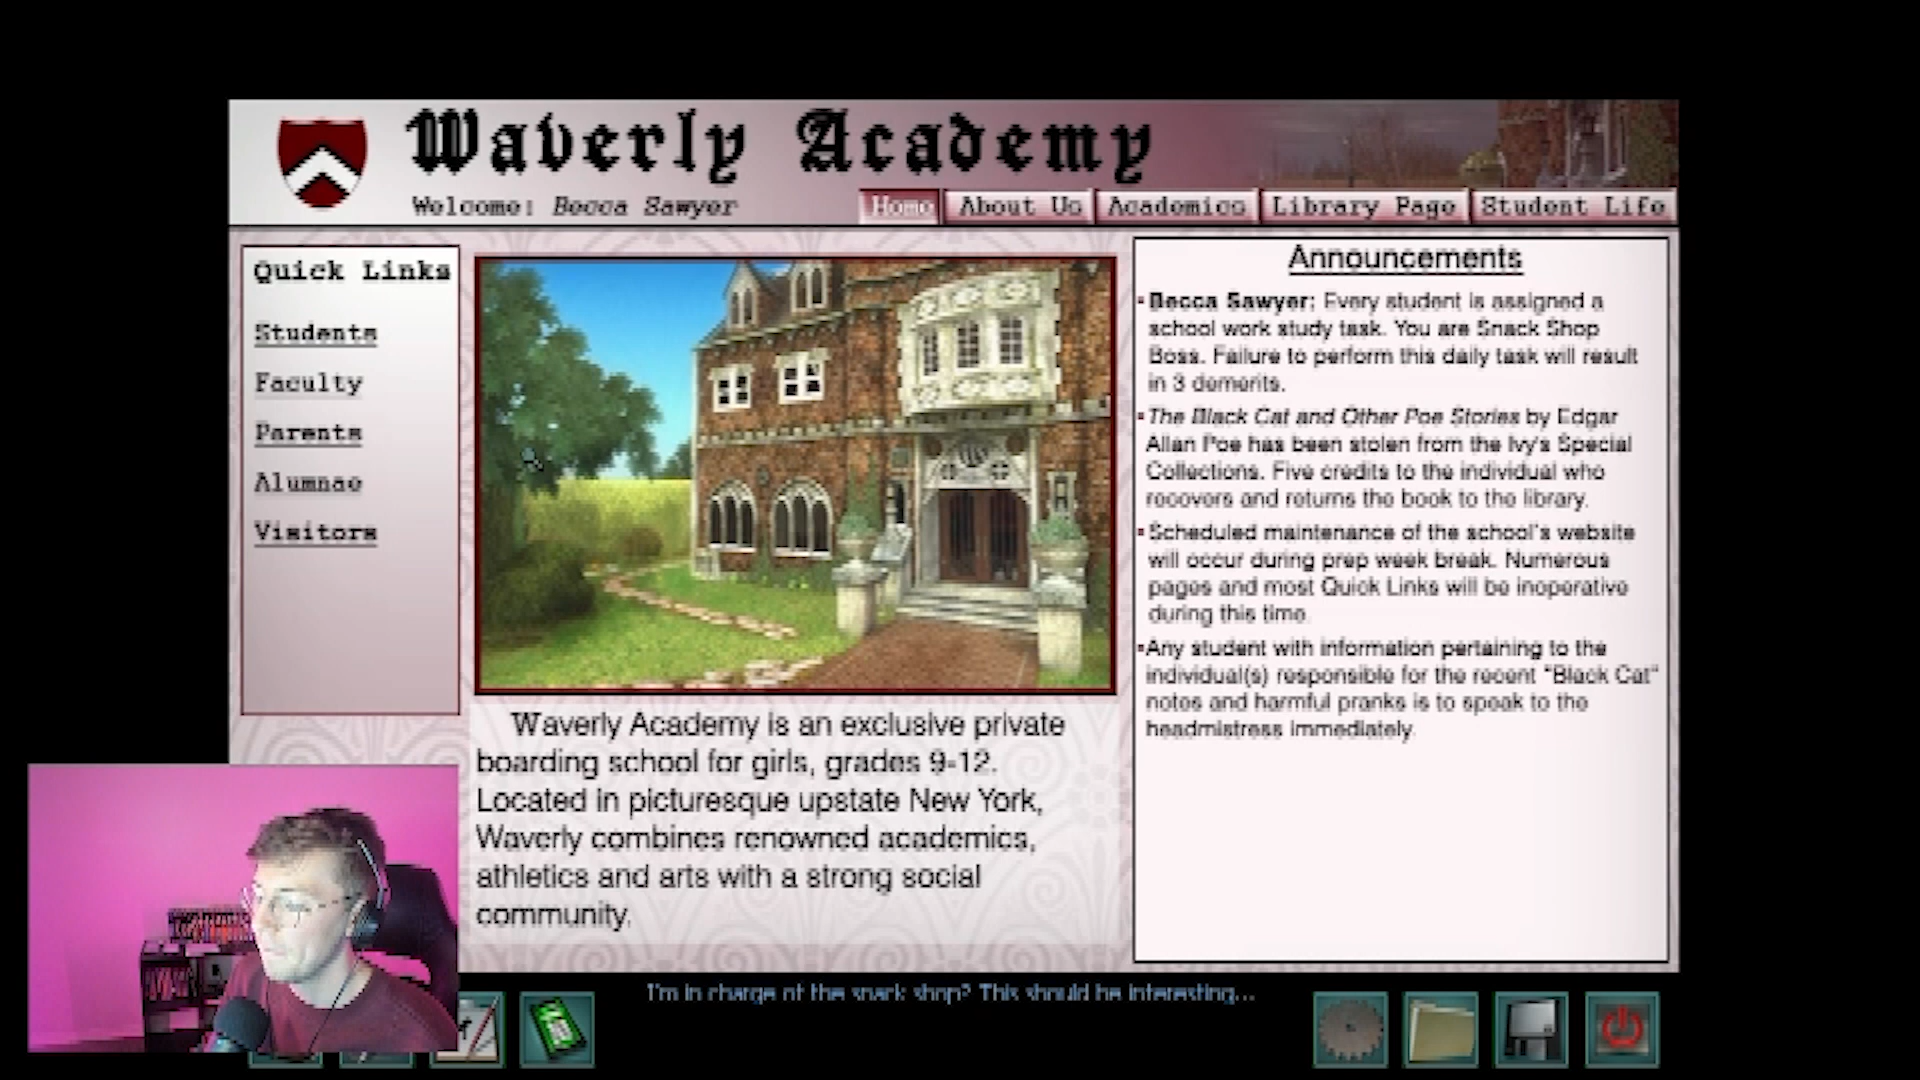 Waverly Academy
Welcome: Becca Sawyer
Home About Us Academics Library Page Student Life
Quick Links
Students
Faculty
Parents
Alumnae
Visitors
Waverly Academy is an exclusive private
boarding school for girls, grades 9-12.
Located in picturesque upstate New York,
Waverly combines renowned academics,
athletics and arts with a strong social
community.
Announcements
Becca Sawyer: Every student is assigned a
school work study task. You are Snack Shop
Boss. Failure to perform this daily task will result
in 3 demerits.
The Black Cat and Other Poe Stories by Edgar
Allan Poe has been stolen from the Ivy's Special
Collections. Five credits to the individual who
recovers and returns the book to the library.
Scheduled maintenance of the school's website
will occur during prep week break. Numerous
pages and most Quick Links will be inoperative
during this time.
Any student with information pertaining to the
individual(s) responsible for the recent "Black Cat"
notes and harmful pranks is to speak to the
headmistress immediately.
I'm in charge of the snack shop? This should be interesting...